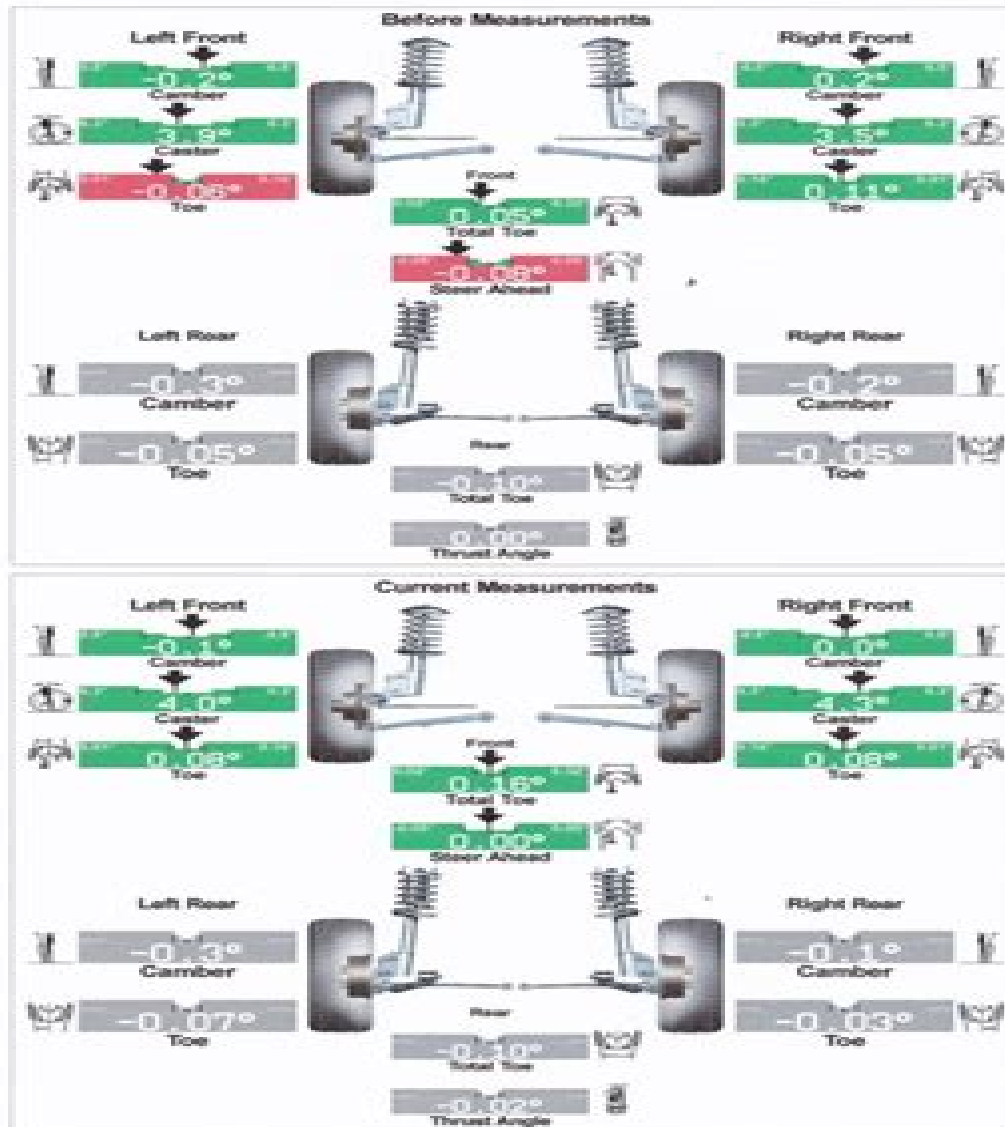 Before Measurements
Left Front
Right Front
-0.2°
0.2°
Camber
Camber
3.9°
3.5°
Caster
Caster
-0.06°
0.11°
Toe
Toe
Front
0.05°
Total Toe
-0.08°
Steer Ahead
Left Rear
Right Rear
-0.3°
-0.2°
Camber
Camber
-0.05°
-0.05°
Toe
Toe
Rear
-0.10°
Total Toe
0.00°
Thrust Angle
Current Measurements
Left Front
Right Front
-0.1°
0.0°
Camber
Camber
4.0°
4.3°
Caster
Caster
0.08°
0.08°
Toe
Toe
Front
0.16°
Total Toe
0.00°
Steer Ahead
Left Rear
Right Rear
-0.3°
-0.1°
Camber
Camber
-0.07°
-0.03°
Toe
Toe
Rear
-0.10°
Total Toe
-0.02°
Thrust Angle